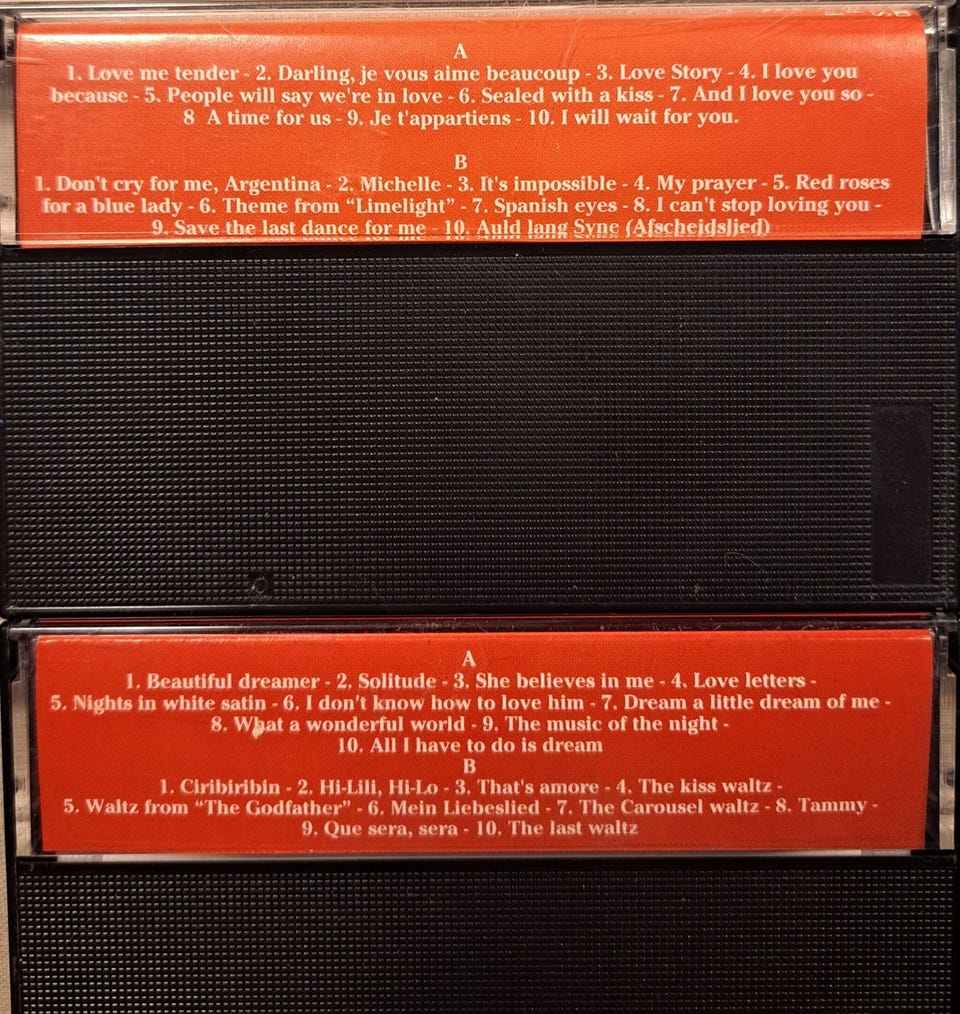 A
1. Love me tender - 2. Darling, je vous aime beaucoup - 3. Love Story - 4. I love you
because - 5. People will say we're in love - 6. Sealed with a kiss - 7. And I love you so -
8 A time for us - 9. Je t'appartiens - 10. I will wait for you.
B
1. Don't cry for me, Argentina - 2. Michelle - 3. It's impossible - 4. My prayer - 5. Red roses
for a blue lady - 6. Theme from “Limelight” - 7. Spanish eyes - 8. I can't stop loving you -
9. Save the last dance for me - 10. Auld lang Syne (Afscheidslied)
A
1. Beautiful dreamer - 2. Solitude - 3. She believes in me - 4. Love letters -
5. Nights in white satin - 6. I don't know how to love him - 7. Dream a little dream of me -
8. What a wonderful world - 9. The music of the night -
10. All I have to do is dream
B
1. Ciribiribin - 2. Hi-Lili, Hi-Lo - 3. That's amore - 4. The kiss waltz -
5. Waltz from “The Godfather” - 6. Mein Liebeslied - 7. The Carousel waltz - 8. Tammy -
9. Que sera, sera - 10. The last waltz